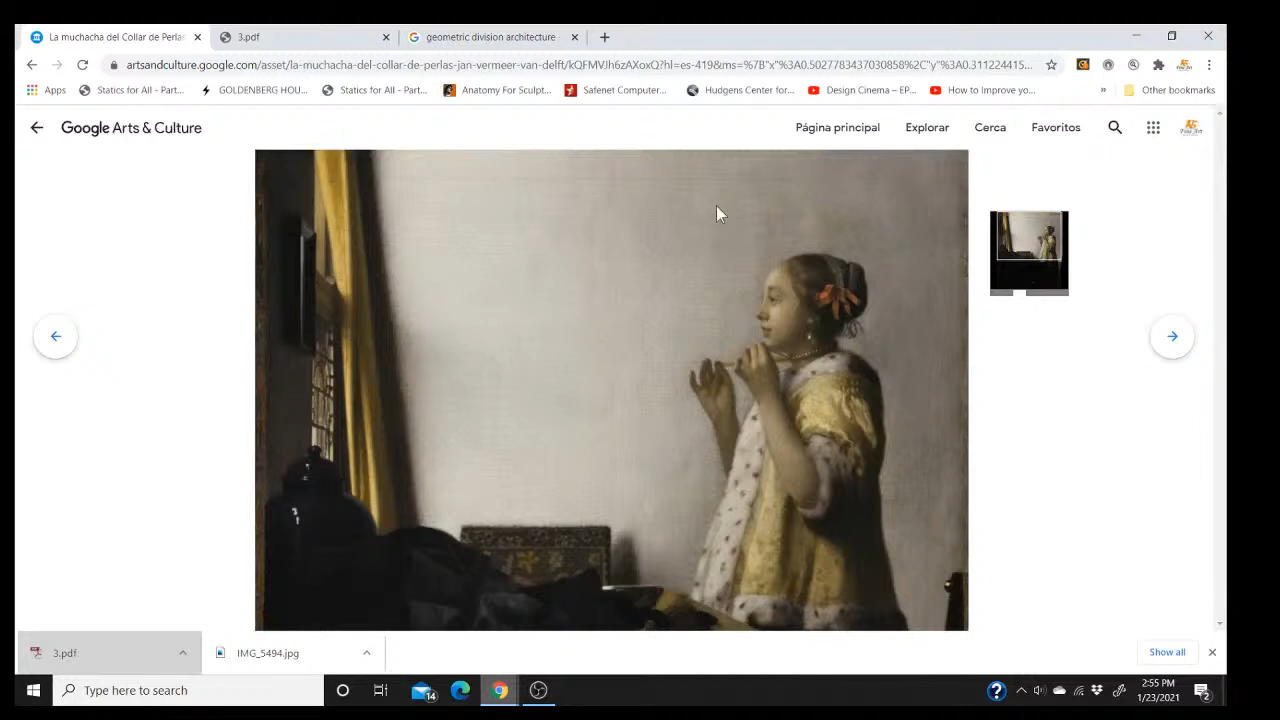 La muchacha del Collar de Perlas
3.pdf
geometric division architecture
artsandculture.google.com/asset/la-muchacha-del-collar-de-perlas-jan-vermeer-van-delft/kQFMVJh6zAXoxQ?hl=es-419&ms=%7B"x"%3A0.5027783437030858%2C"y"%3A0.311224415...
Apps
Statics for All - Part...
GOLDENBERG HOU...
Statics for All - Part...
Anatomy For Sculpt...
Safenet Computer...
Hudgens Center for...
Design Cinema – EP...
How to Improve yo...
»
Other bookmarks
Google Arts & Culture
Página principal
Explorar
Cerca
Favoritos
3.pdf
IMG_5494.jpg
Show all
Type here to search
14
2:55 PM
1/23/2021
2